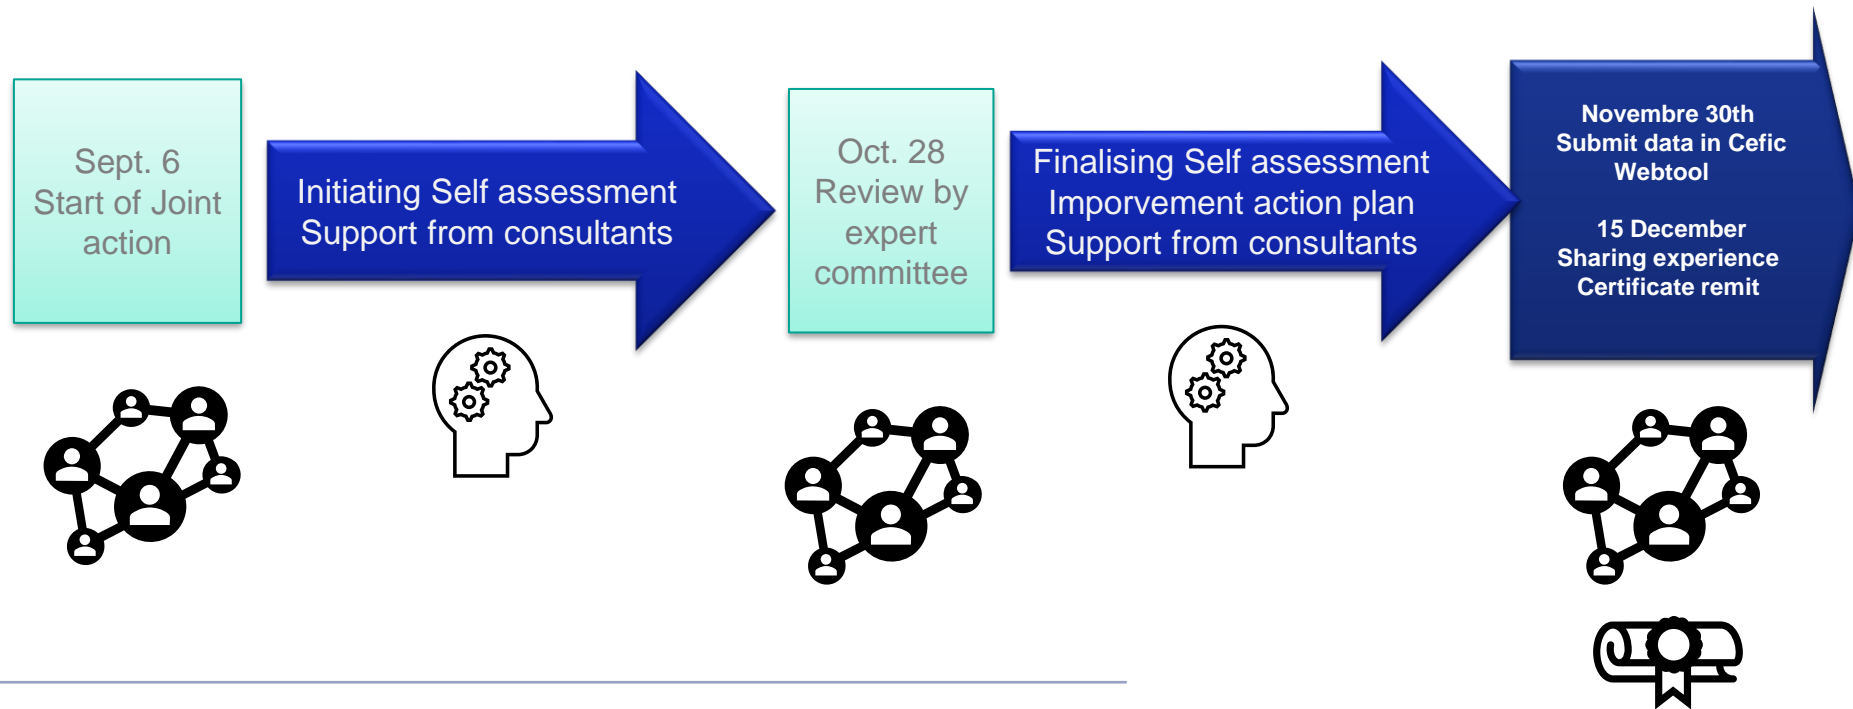 Sept. 6
Start of Joint
action
Initiating Self assessment
Support from consultants
Oct. 28
Review by
expert
committee
Finalising Self assessment
Imporvement action plan
Support from consultants
Novembre 30th
Submit data in Cefic
Webtool
15 December
Sharing experience
Certificate remit